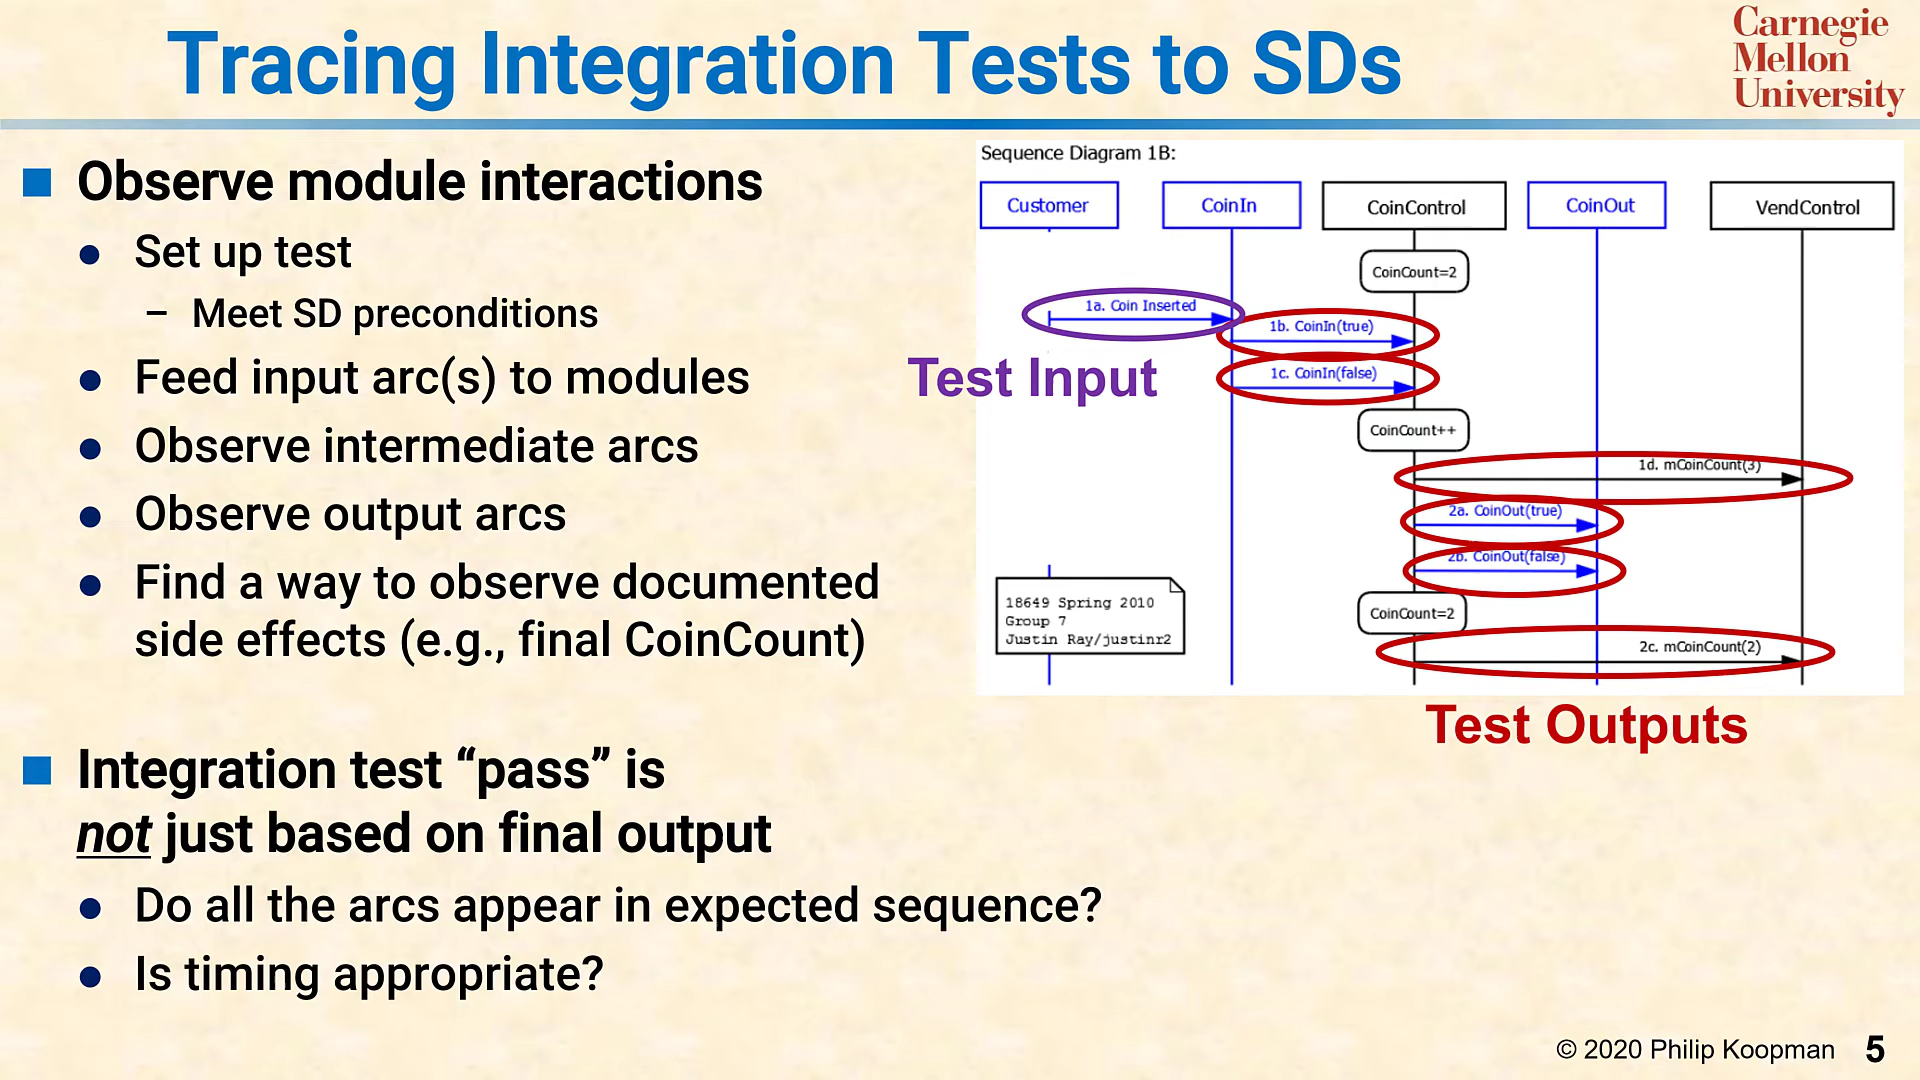 Tracing Integration Tests to SDs
Carnegie
Mellon
University
Observe module interactions
Set up test
– Meet SD preconditions
Feed input arc(s) to modules
Observe intermediate arcs
Observe output arcs
Find a way to observe documented
side effects (e.g., final CoinCount)
Integration test “pass” is
not just based on final output
Do all the arcs appear in expected sequence?
Is timing appropriate?
Sequence Diagram 1B:
Customer
CoinIn
CoinControl
CoinOut
VendControl
CoinCount=2
1a. Coin Inserted
1b. CoinIn(true)
Test Input
1c. CoinIn(false)
CoinCount++
1d. mCoinCount(3)
2a. CoinOut(true)
2b. CoinOut(false)
18649 Spring 2010
Group 7
Justin Ray/justinr2
CoinCount=2
2c. mCoinCount(2)
Test Outputs
© 2020 Philip Koopman 5